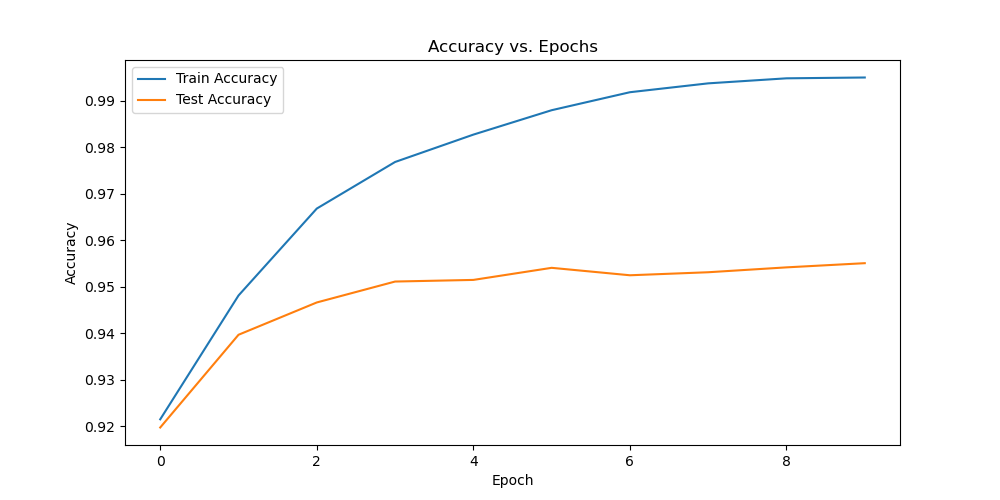 Accuracy vs. Epochs
Train Accuracy
Test Accuracy
0.99
0.98
0.97
0.96
0.95
0.94
0.93
0.92
Accuracy
0 2 4 6 8
Epoch